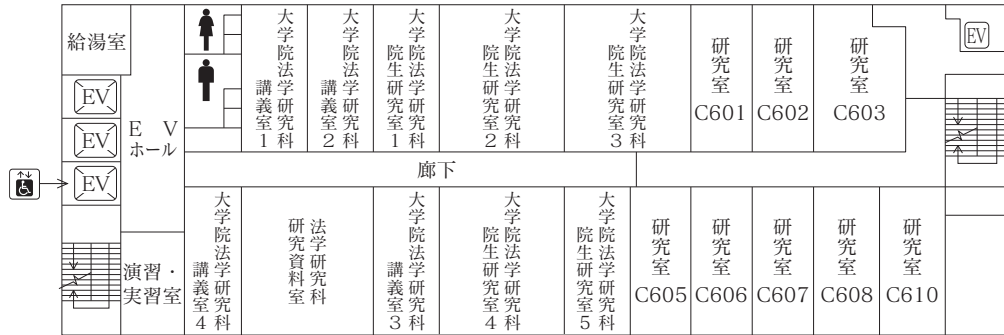 給湯室
EV
EV
EV
E V
ホール
大学院法学研究科
講義室1
大学院法学研究科
講義室2
大学院法学研究科
院生研究室1
大学院法学研究科
院生研究室2
大学院法学研究科
院生研究室3
研究室
C601
研究室
C602
研究室
C603
EV
廊下
演習・
実習室
大学院法学研究科
講義室4
法学研究科
研究資料室
大学院法学研究科
講義室3
大学院法学研究科
院生研究室4
大学院法学研究科
院生研究室5
研究室
C605
研究室
C606
研究室
C607
研究室
C608
研究室
C610